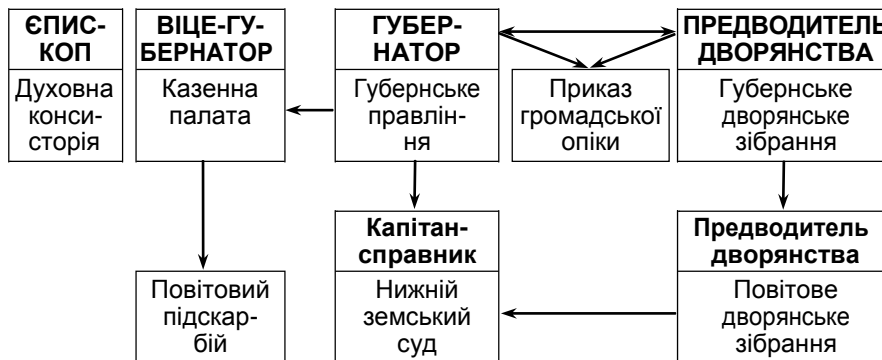 ЄПИС-
КОП
Духовна
конси-
сторія
ВІЦЕ-ГУ-
БЕРНАТОР
Казенна
палата
ГУБЕР-
НАТОР
Губернське
правлін-
ня
Приказ
громадської
опіки
ПРЕДВОДИТЕЛЬ
ДВОРЯНСТВА
Губернське
дворянське
зібрання
Повітовий
підскар-
бій
Капітан-
справник
Нижній
земський
суд
Предводитель
дворянства
Повітове
дворянське
зібрання